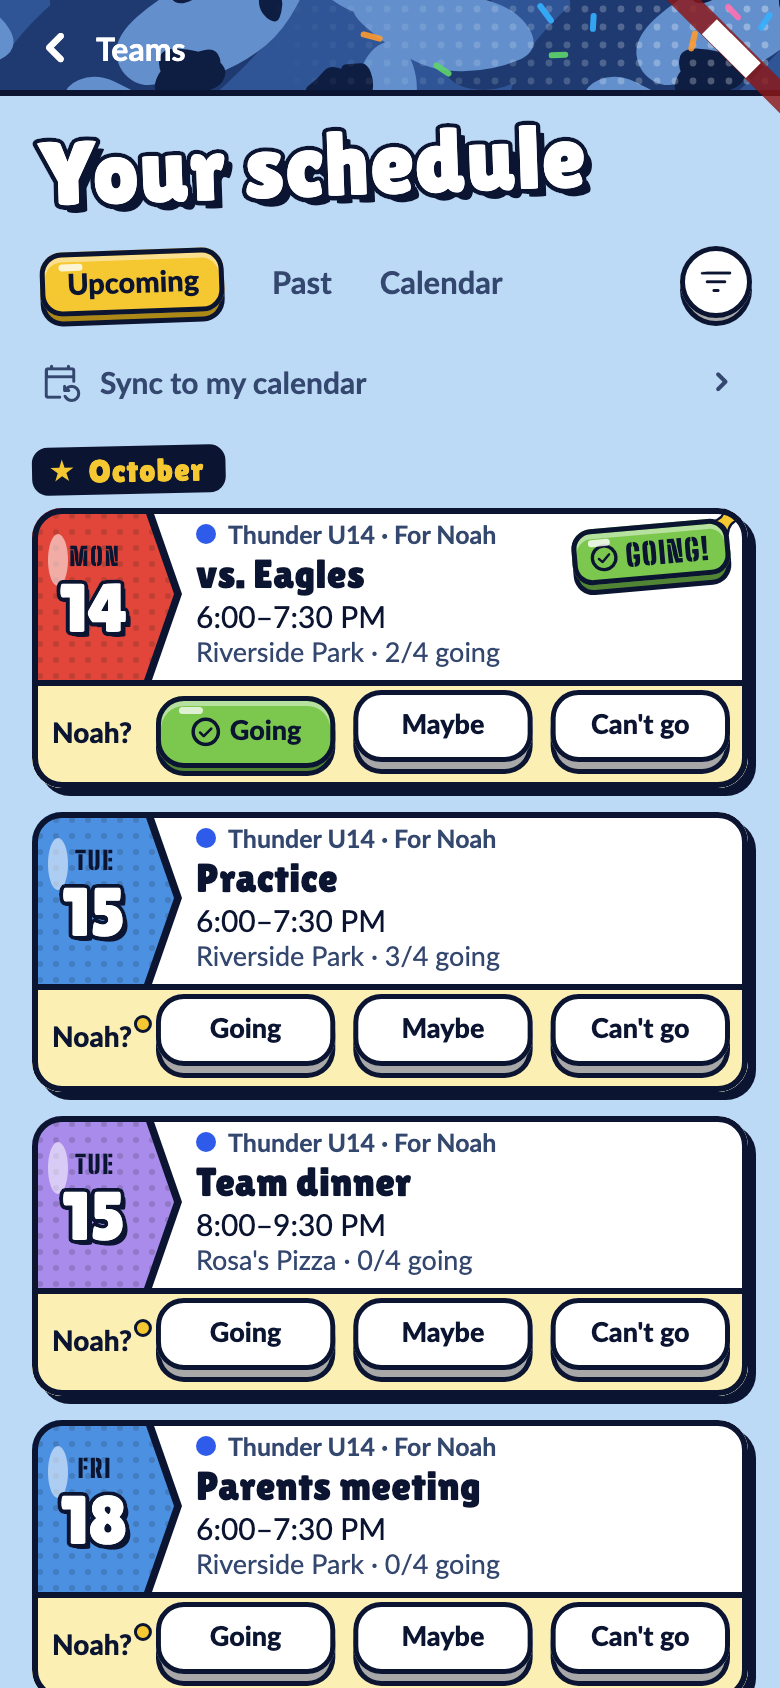 Teams
Your schedule
Upcoming
Past
Calendar
Sync to my calendar
★ October
MON
14
Thunder U14 · For Noah
vs. Eagles
6:00–7:30 PM
Riverside Park · 2/4 going
GOING!
Noah?
Going
Maybe
Can't go
TUE
15
Thunder U14 · For Noah
Practice
6:00–7:30 PM
Riverside Park · 3/4 going
Noah?
Going
Maybe
Can't go
TUE
15
Thunder U14 · For Noah
Team dinner
8:00–9:30 PM
Rosa's Pizza · 0/4 going
Noah?
Going
Maybe
Can't go
FRI
18
Thunder U14 · For Noah
Parents meeting
6:00–7:30 PM
Riverside Park · 0/4 going
Noah?
Going
Maybe
Can't go